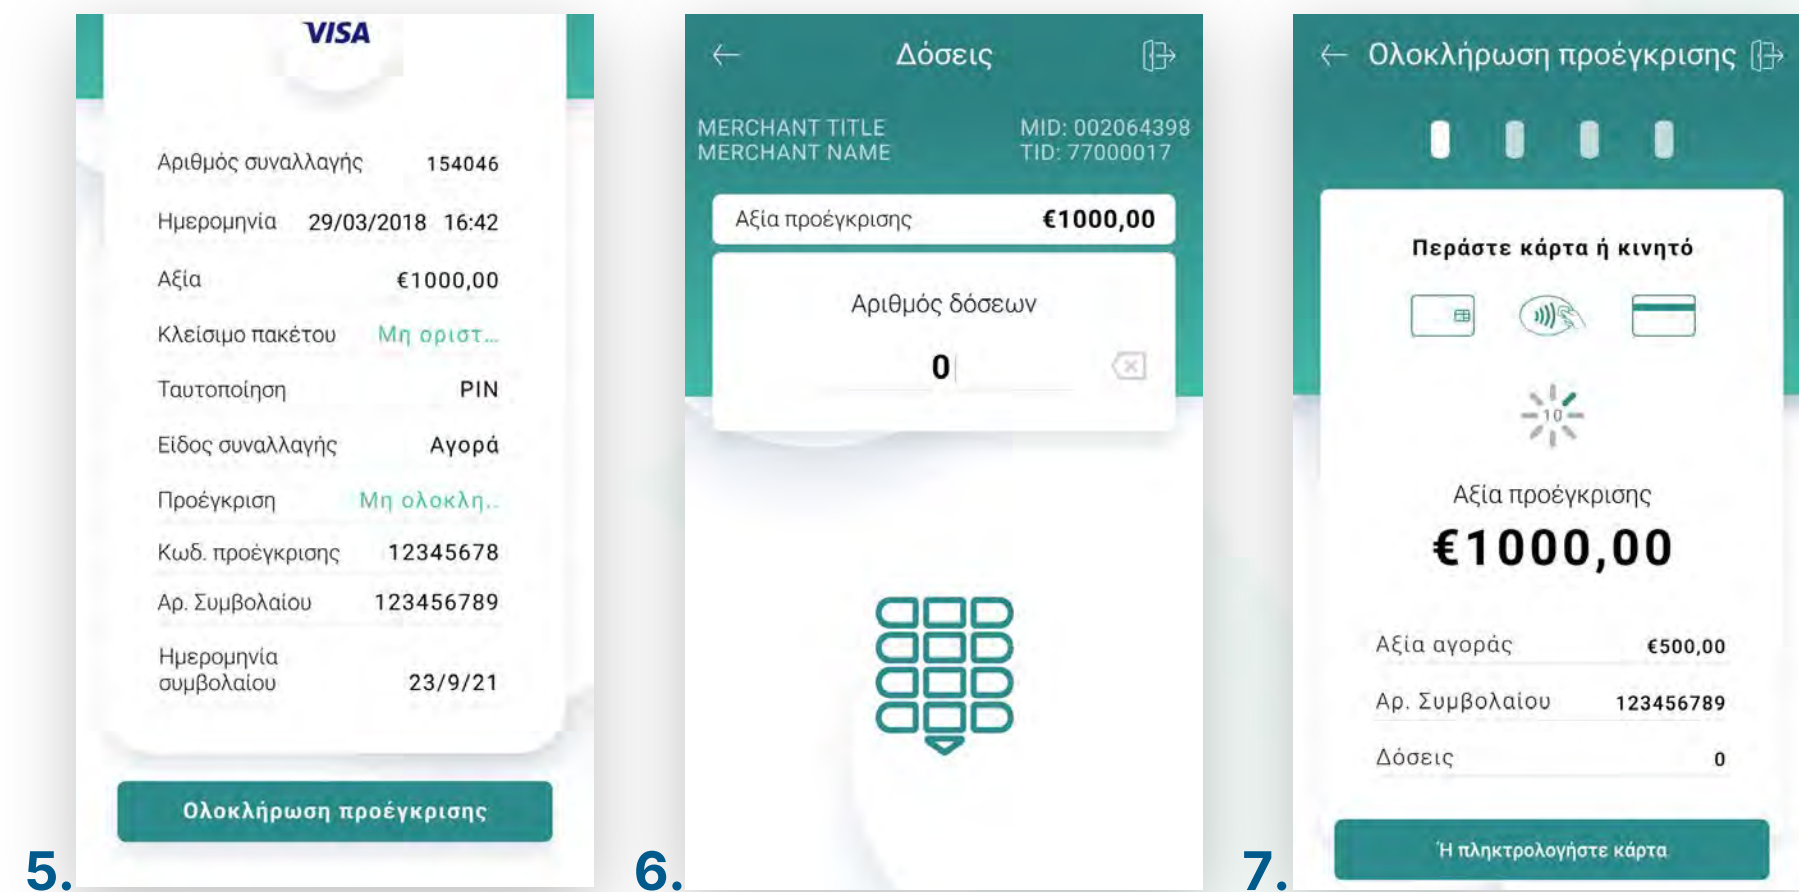 VISA
Αριθμός συναλλαγής 154046
Ημερομηνία 29/03/2018 16:42
Αξία €1000,00
Κλείσιμο πακέτου Μη οριστ...
Ταυτοποίηση PIN
Είδος συναλλαγής Αγορά
Προέγκριση Μη ολοκλη..
Κωδ. προέγκρισης 12345678
Αρ. Συμβολαίου 123456789
Ημερομηνία
συμβολαίου 23/9/21
Ολοκλήρωση προέγκρισης
5.
Δόσεις
MERCHANT TITLE MID: 002064398
MERCHANT NAME TID: 77000017
Αξία προέγκρισης €1000,00
Αριθμός δόσεων
0
6.
Ολοκλήρωση προέγκρισης
Περάστε κάρτα ή κινητό
10
Αξία προέγκρισης
€1000,00
Αξία αγοράς €500,00
Αρ. Συμβολαίου 123456789
Δόσεις 0
Ή πληκτρολογήστε κάρτα
7.